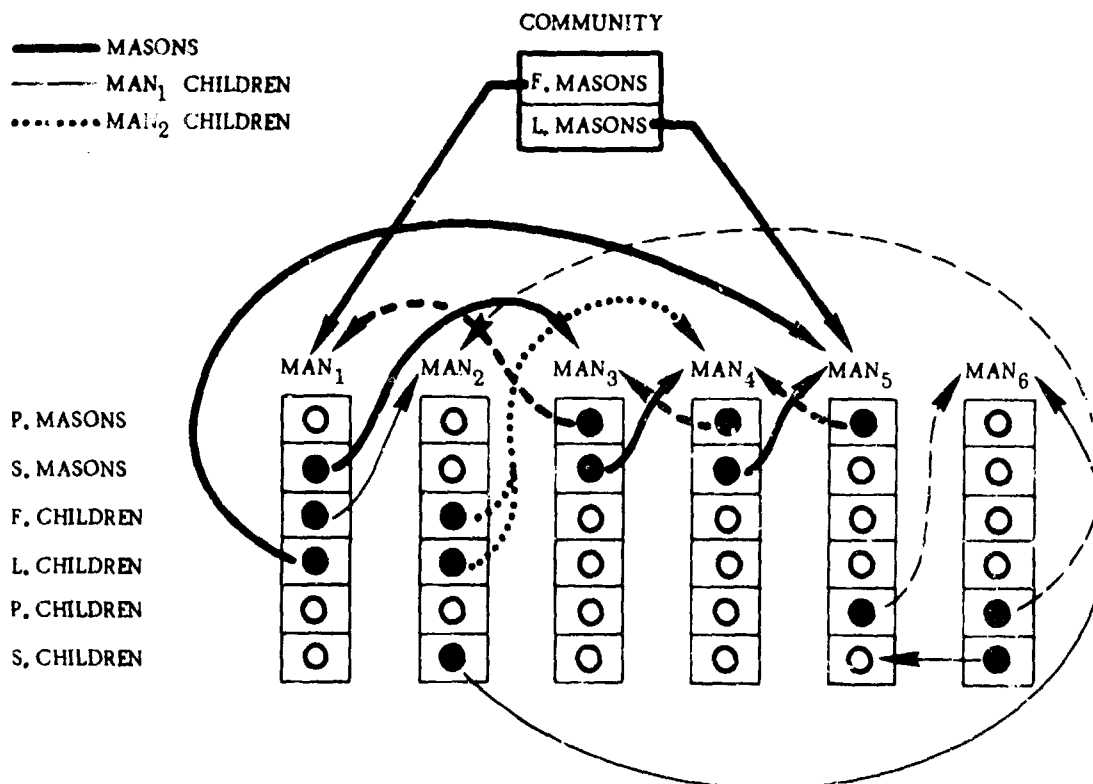 COMMUNITY
MASONS
MAN₁ CHILDREN
MAN₂ CHILDREN
F. MASONS
L. MASONS
MAN₁ MAN₂ MAN₃ MAN₄ MAN₅ MAN₆
P. MASONS
S. MASONS
F. CHILDREN
L. CHILDREN
P. CHILDREN
S. CHILDREN